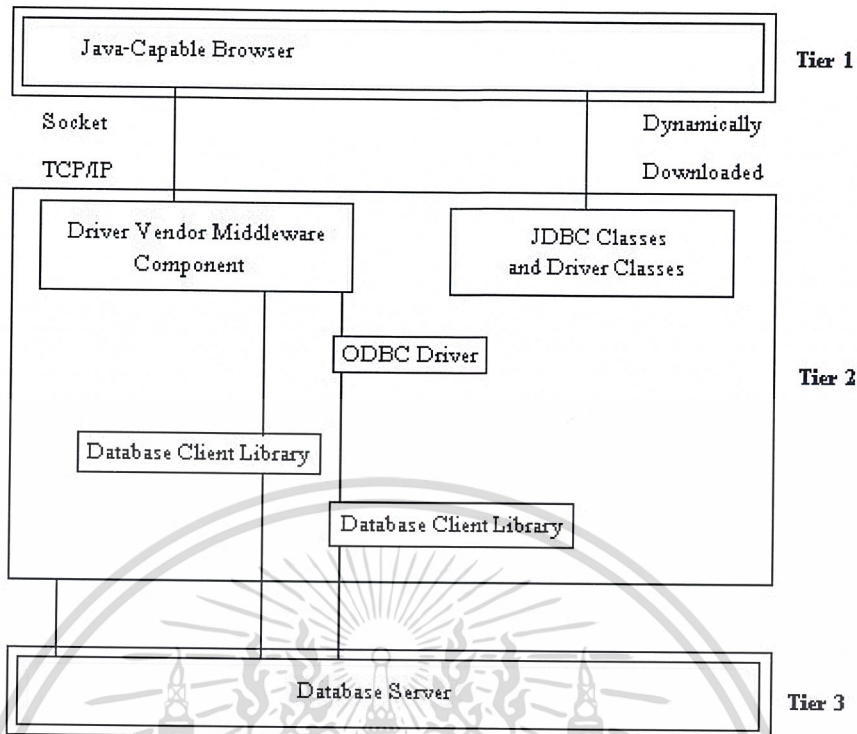 Java-Capable Browser
Tier 1
Socket
Dynamically
TCP/IP
Downloaded
Driver Vendor Middleware
Component
JDBC Classes
and Driver Classes
ODBC Driver
Tier 2
Database Client Library
Database Client Library
Database Server
Tier 3